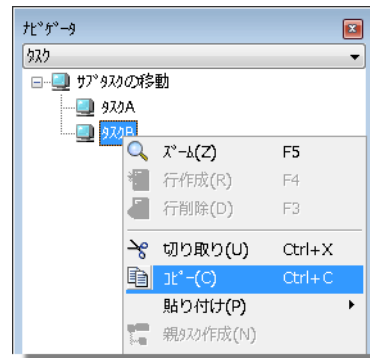 ﾅﾋﾞｹﾞｰﾀ
ﾀｽｸ
ｻﾌﾞﾀｽｸの移動
ﾀｽｸA
ﾀｽｸB
ｽﾞｰﾑ(Z) F5
行作成(R) F4
行削除(D) F3
切り取り(U) Ctrl+X
ｺﾋﾟｰ(C) Ctrl+C
貼り付け(P)
親ﾀｽｸ作成(N)